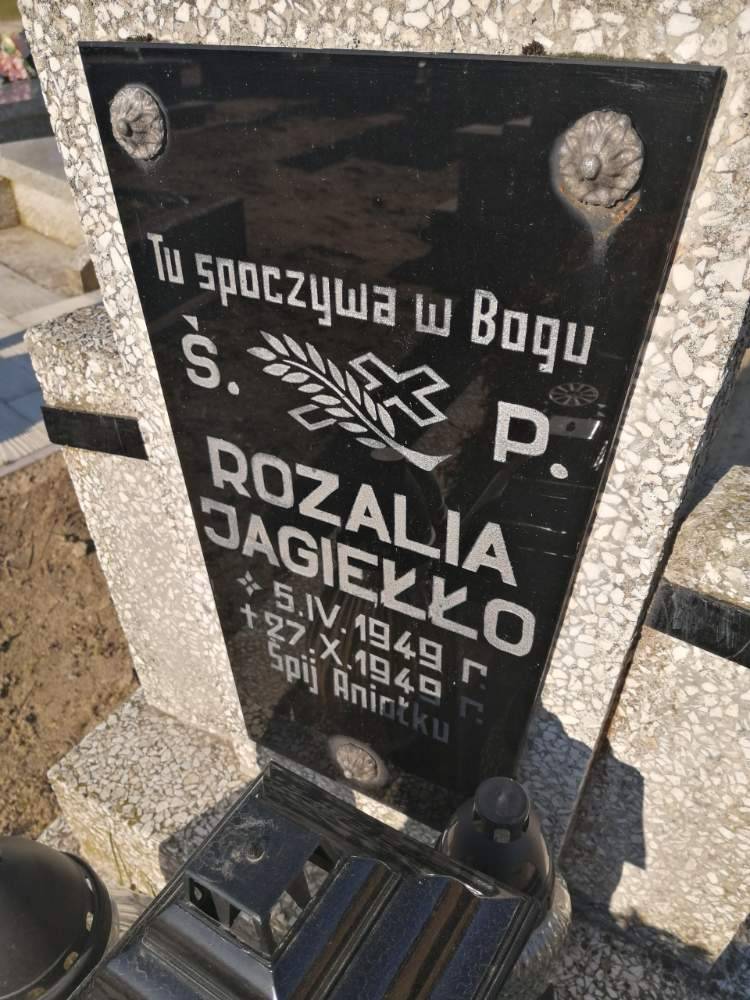 Tu spoczywa w Bogu
Ś. P.
ROZALIA
JAGIEŁŁO
5.IV.1949 r.
27.X.1949 r.
Śpij Aniołku